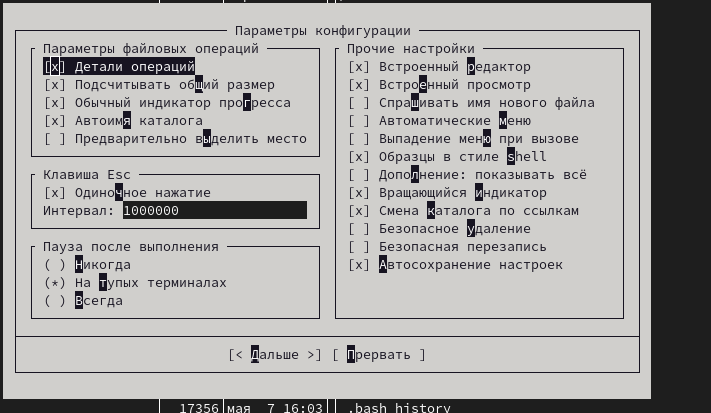 Параметры конфигурации
Параметры файловых операций
[x] Детали операций
[x] Подсчитывать общий размер
[x] Обычный индикатор прогресса
[x] Автоимя каталога
[ ] Предварительно выделить место
Клавиша Esc
[x] Одиночное нажатие
Интервал: 1000000
Пауза после выполнения
( ) Никогда
(*) На тупых терминалах
( ) Всегда
Прочие настройки
[x] Встроенный редактор
[x] Встроенный просмотр
[ ] Спрашивать имя нового файла
[ ] Автоматические меню
[ ] Выпадение меню при вызове
[x] Образцы в стиле shell
[ ] Дополнение: показывать всё
[x] Вращающийся индикатор
[x] Смена каталога по ссылкам
[ ] Безопасное удаление
[ ] Безопасная перезапись
[x] Автосохранение настроек
[< Дальше >] [ Прервать ]
17356 мая 7 16:03 .bash_history